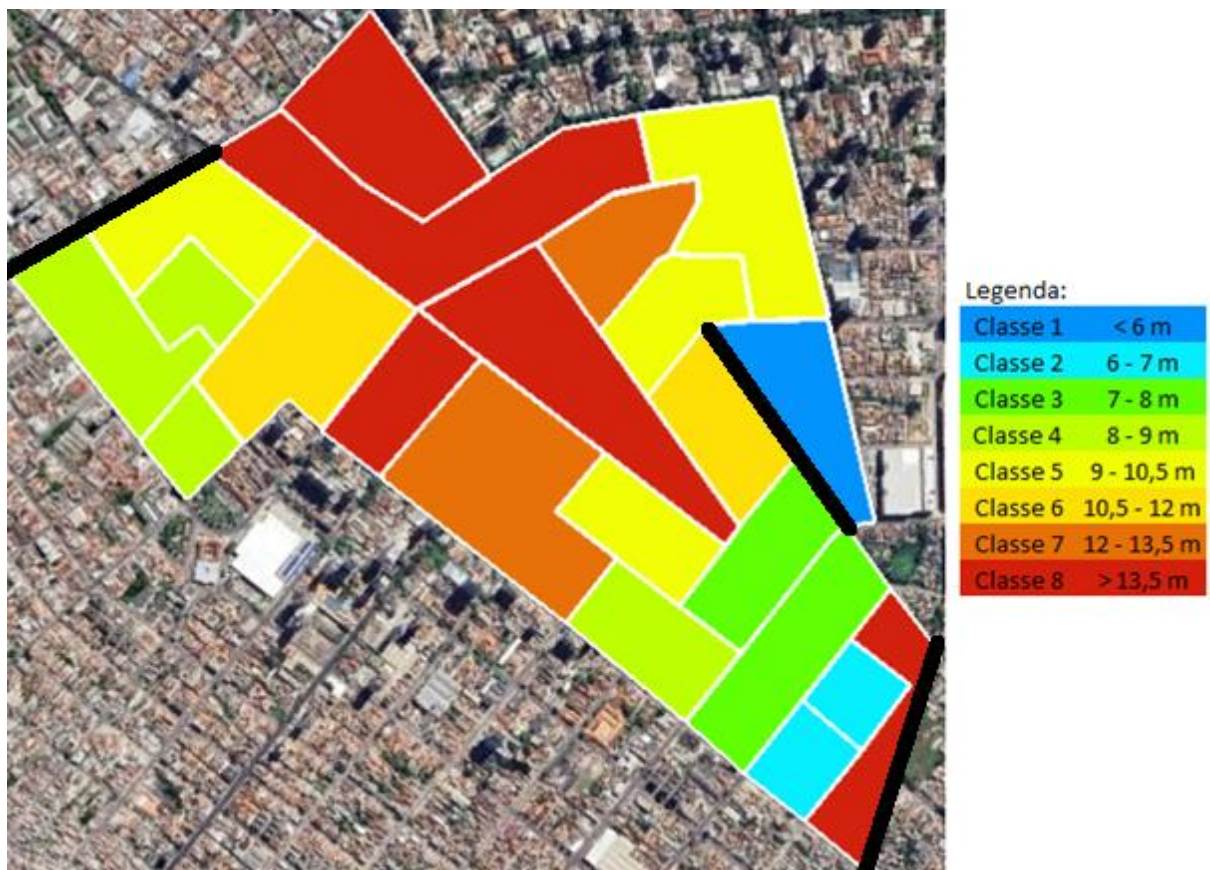 Legenda:
Classe 1 < 6 m
Classe 2 6 - 7 m
Classe 3 7 - 8 m
Classe 4 8 - 9 m
Classe 5 9 - 10,5 m
Classe 6 10,5 - 12 m
Classe 7 12 - 13,5 m
Classe 8 > 13,5 m